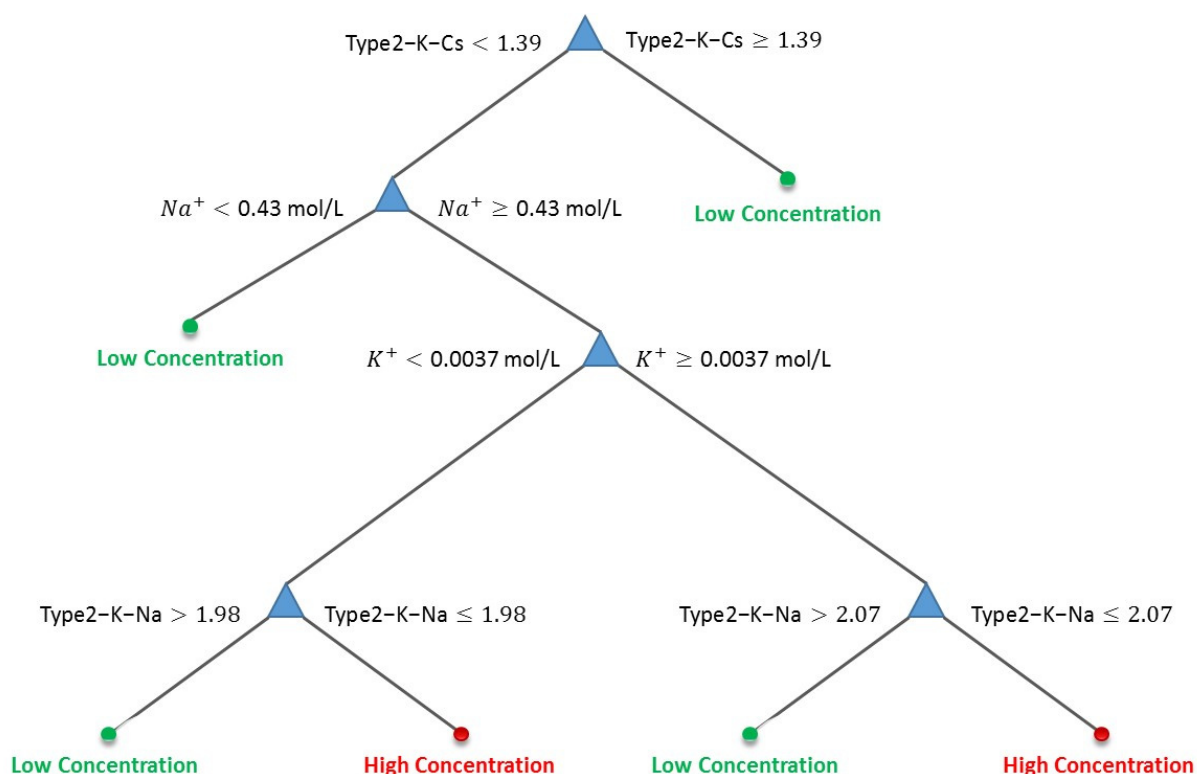 Type2−K−Cs < 1.39
Type2−K−Cs ≥ 1.39
Na⁺ < 0.43 mol/L
Na⁺ ≥ 0.43 mol/L
Low Concentration
Low Concentration
K⁺ < 0.0037 mol/L
K⁺ ≥ 0.0037 mol/L
Type2−K−Na > 1.98
Type2−K−Na ≤ 1.98
Type2−K−Na > 2.07
Type2−K−Na ≤ 2.07
Low Concentration
High Concentration
Low Concentration
High Concentration